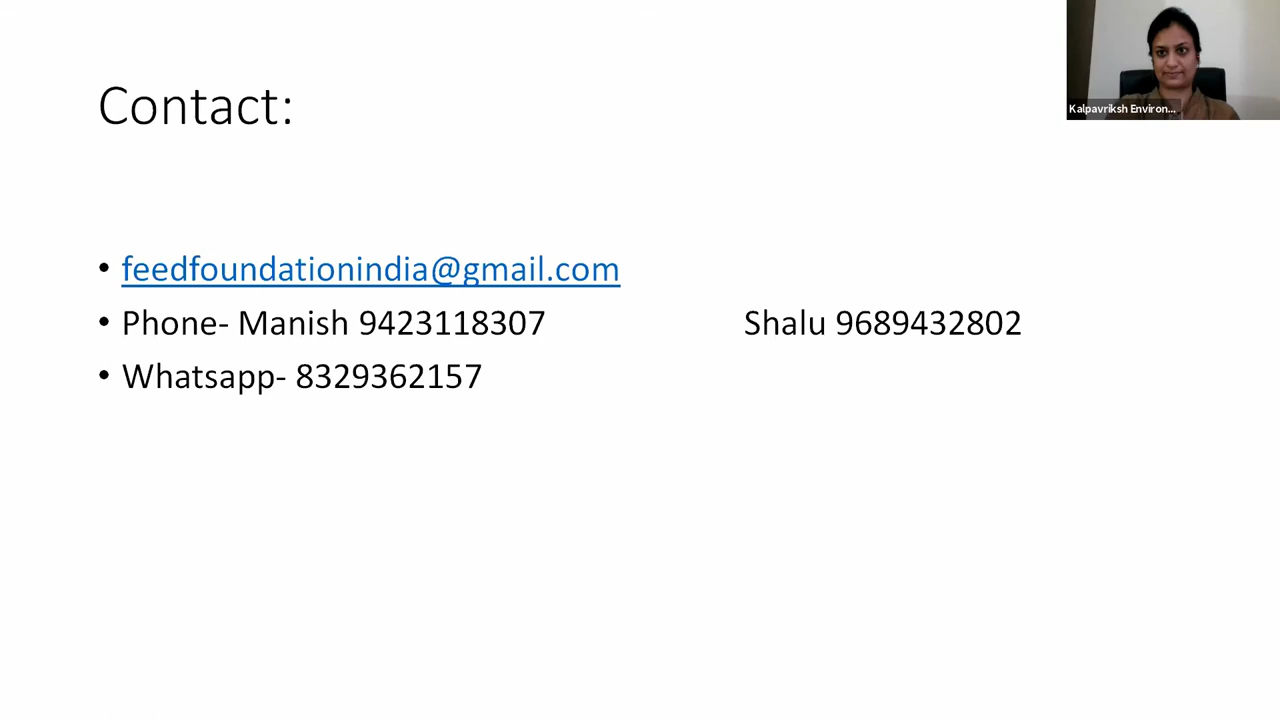 Contact:
Kalpavriksh Environ...
• feedfoundationindia@gmail.com
• Phone- Manish 9423118307 Shalu 9689432802
• Whatsapp- 8329362157